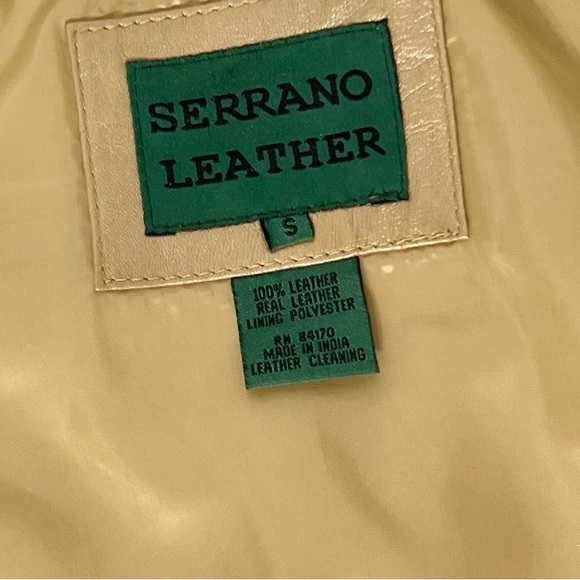 SERRANO
LEATHER
S
100% LEATHER
REAL LEATHER
LINING POLYESTER
RN 84170
MADE IN INDIA
LEATHER CLEANING